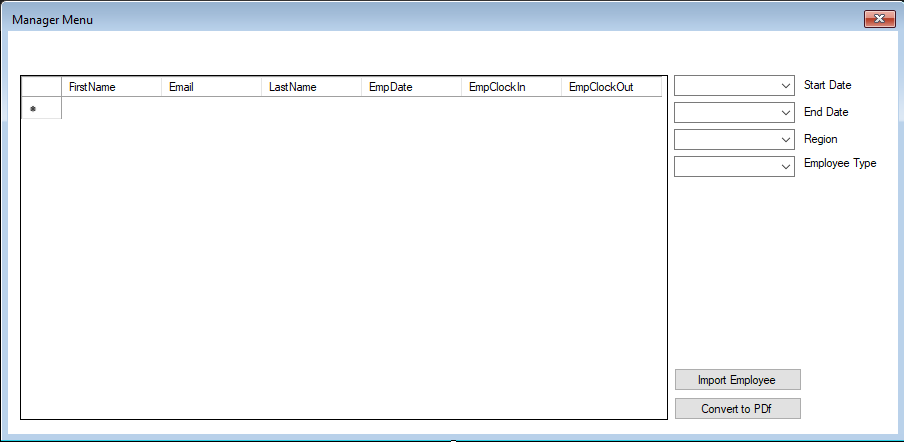 Manager Menu
FirstName Email LastName EmpDate EmpClockIn EmpClockOut
*
Start Date
End Date
Region
Employee Type
Import Employee
Convert to PDf